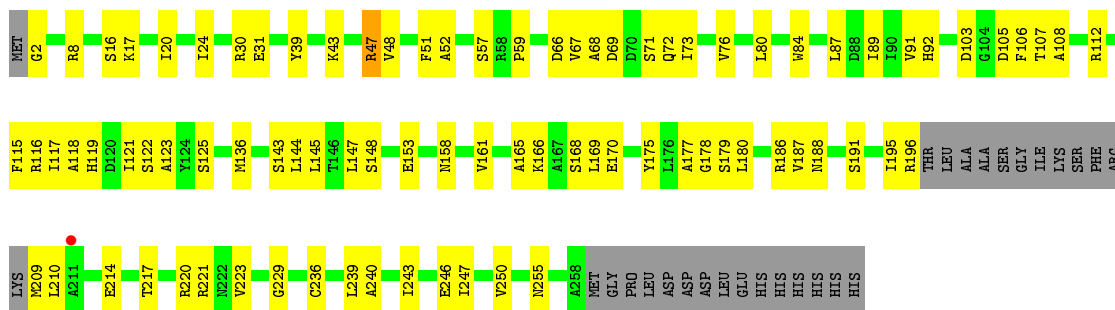 MET G2 R8 S16 K17 I20 I24 R30 E31 Y39 K43 R47 V48 F51 A52 S57 R58 P59 D66 V67 A68 D69 D70 S71 Q72 I73 V76 L80 W84 L87 D88 I89 I90 V91 H92 D103 G104 D105 F106 T107 A108 R112
F115 R116 I117 A118 H119 D120 I121 S122 A123 Y124 S125 M136 S143 L144 L145 T146 L147 S148 E153 N158 V161 A165 K166 A167 S168 L169 E170 Y175 L176 A177 G178 S179 L180 R186 V187 N188 S191 I195 R196 THR LEU ALA ALA SER GLY ILE LYS SER PHE ARG
LYS M209 L210 A211 E214 T217 R220 R221 N222 V223 G229 C236 L239 A240 I243 E246 I247 V250 N255 A258 MET GLY PRO LEU ASP ASP ASP LEU GLU HIS HIS HIS HIS HIS HIS